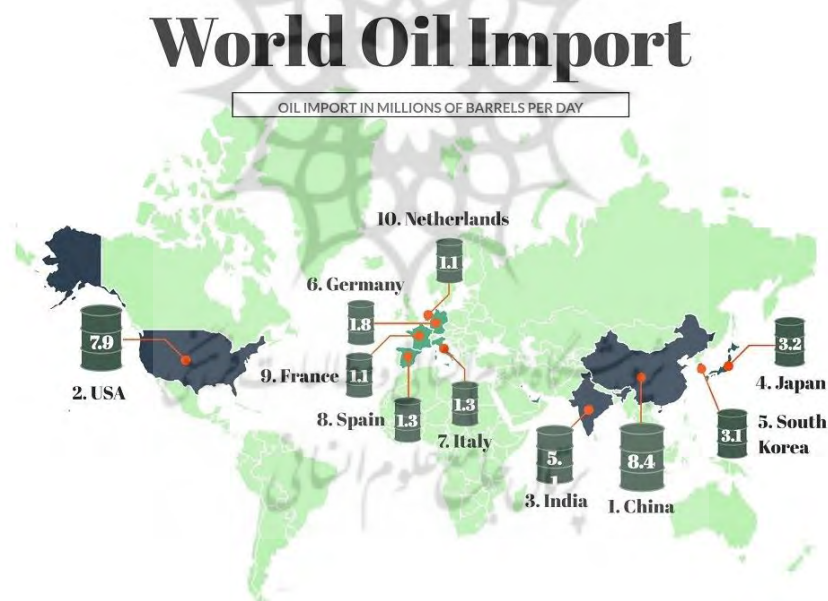 World Oil Import
OIL IMPORT IN MILLIONS OF BARRELS PER DAY
10. Netherlands
1.1
6. Germany
1.8
7.9
2. USA
9. France
1.1
8. Spain
1.3
1.3
7. Italy
3.2
4. Japan
3.1
5. South
Korea
5.
1
3. India
8.4
1. China